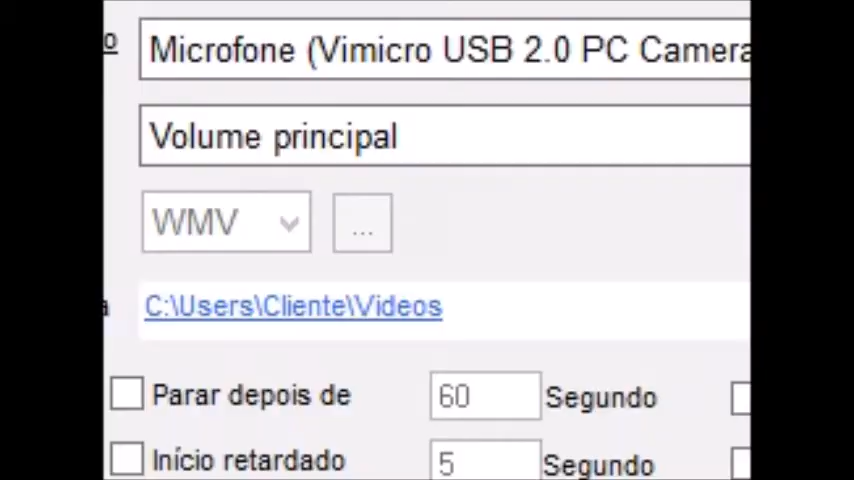 o Microfone (Vimicro USB 2.0 PC Camera
Volume principal
WMV ...
a C:\Users\Cliente\Videos
Parar depois de 60 Segundo
Início retardado 5 Segundo